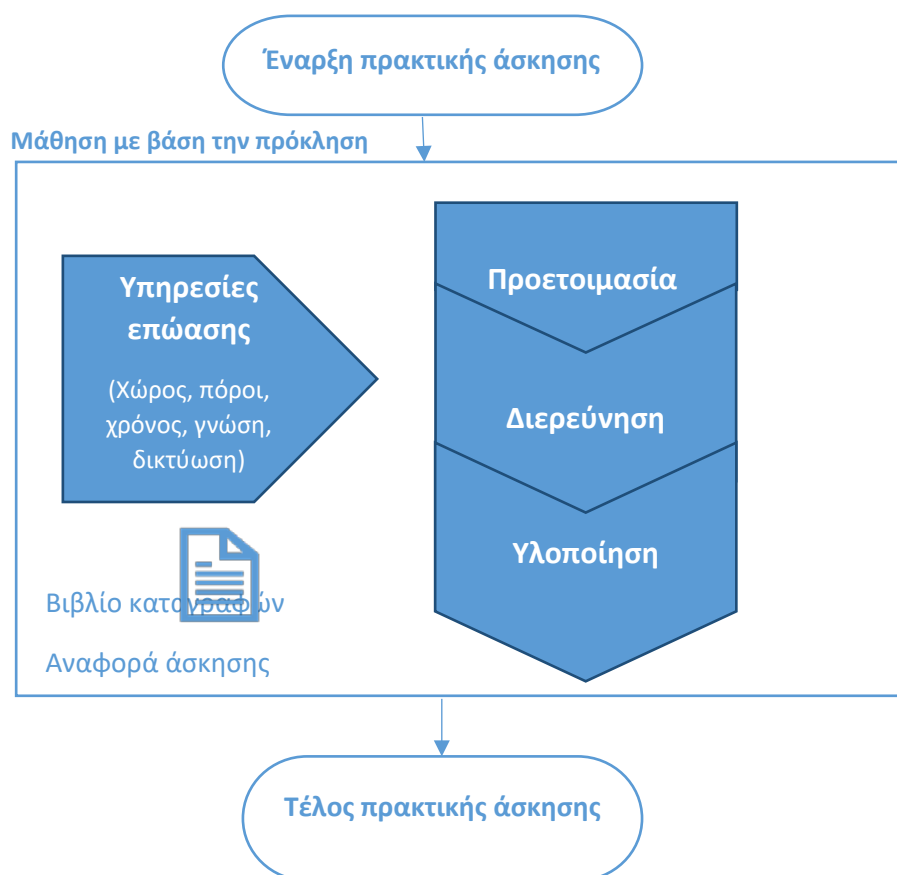 Έναρξη πρακτικής άσκησης
Μάθηση με βάση την πρόκληση
Υπηρεσίες
επώασης
(Χώρος, πόροι,
χρόνος, γνώση,
δικτύωση)
Προετοιμασία
Διερεύνηση
Υλοποίηση
Βιβλίο καταγραφών
Αναφορά άσκησης
Τέλος πρακτικής άσκησης